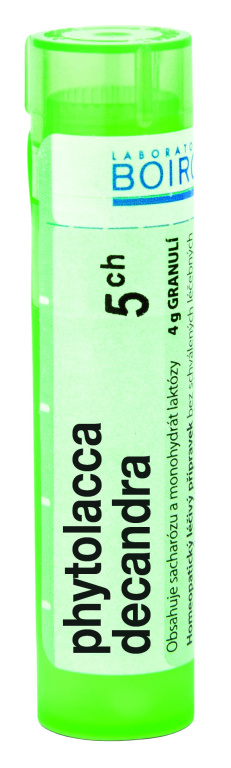 LABORATO
BOIRO
phytolacca
decandra 5 ch
4 g GRANULÍ
Obsahuje sacharózu a monohydrát laktózy
Homeopatický léčivý přípravek bez schválených léčebných